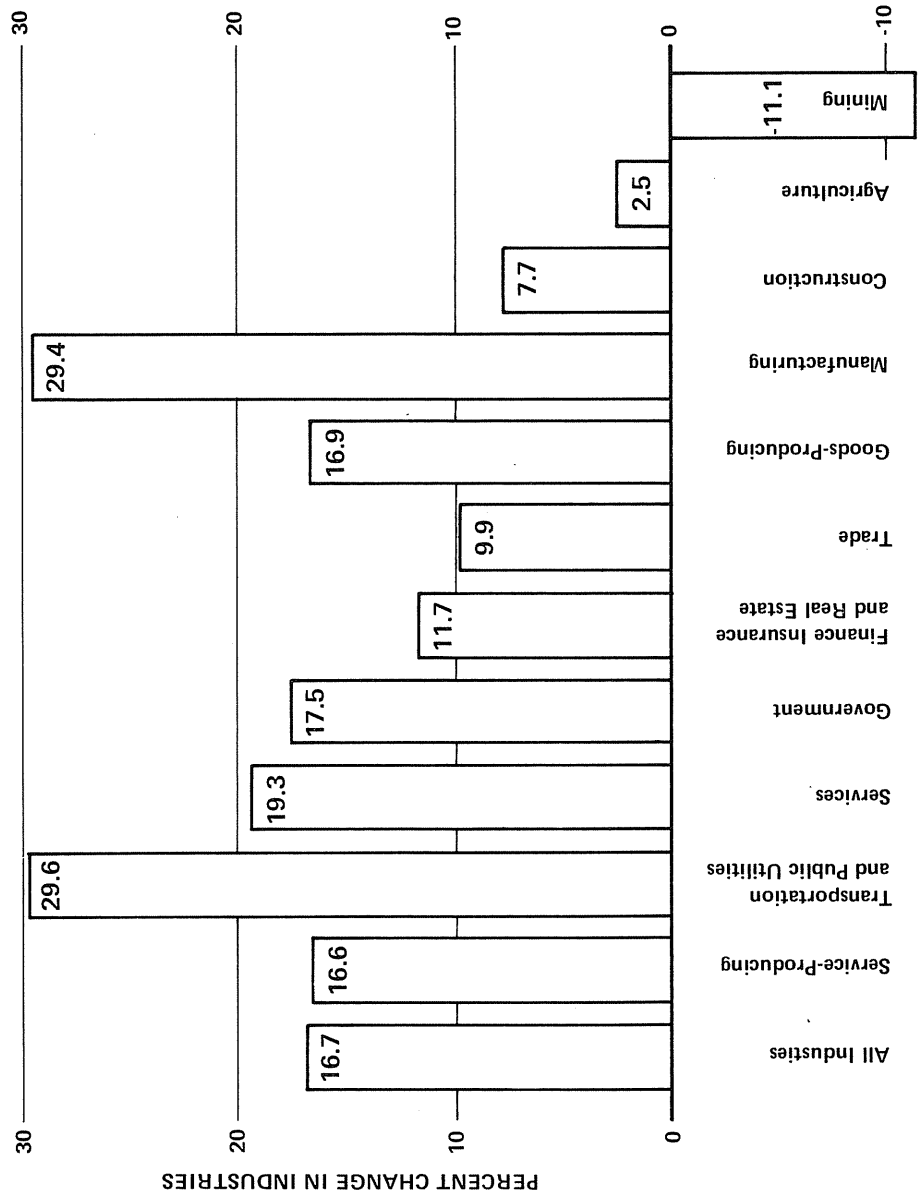 PERCENT CHANGE IN INDUSTRIES
30
20
10
0
30
20
10
0
-10
16.7
16.6
29.6
19.3
17.5
11.7
9.9
16.9
29.4
7.7
2.5
-11.1
All Industies
Service-Producing
Transportation
and Public Utilities
Services
Government
Finance Insurance
and Real Estate
Trade
Goods-Producing
Manufacturing
Construction
Agriculture
Mining